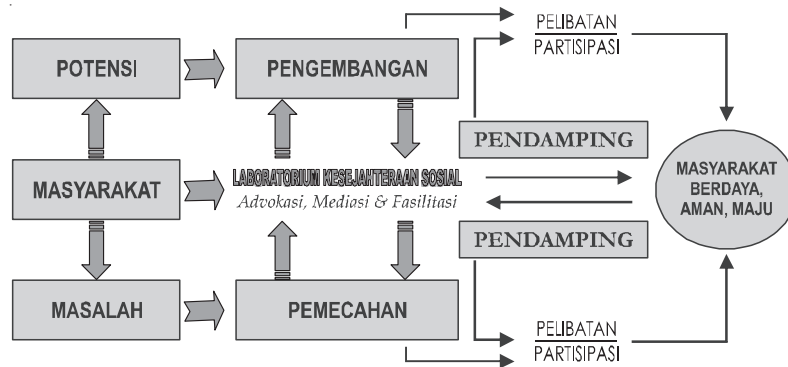 PELIBATAN
PARTISIPASI
POTENSI
PENGEMBANGAN
PENDAMPING
MASYARAKAT
LABORATORIUM KESEJAHTERAAN SOSIAL
Advokasi, Mediasi & Fasilitasi
MASYARAKAT
BERDAYA,
AMAN, MAJU
PENDAMPING
MASALAH
PEMECAHAN
PELIBATAN
PARTISIPASI